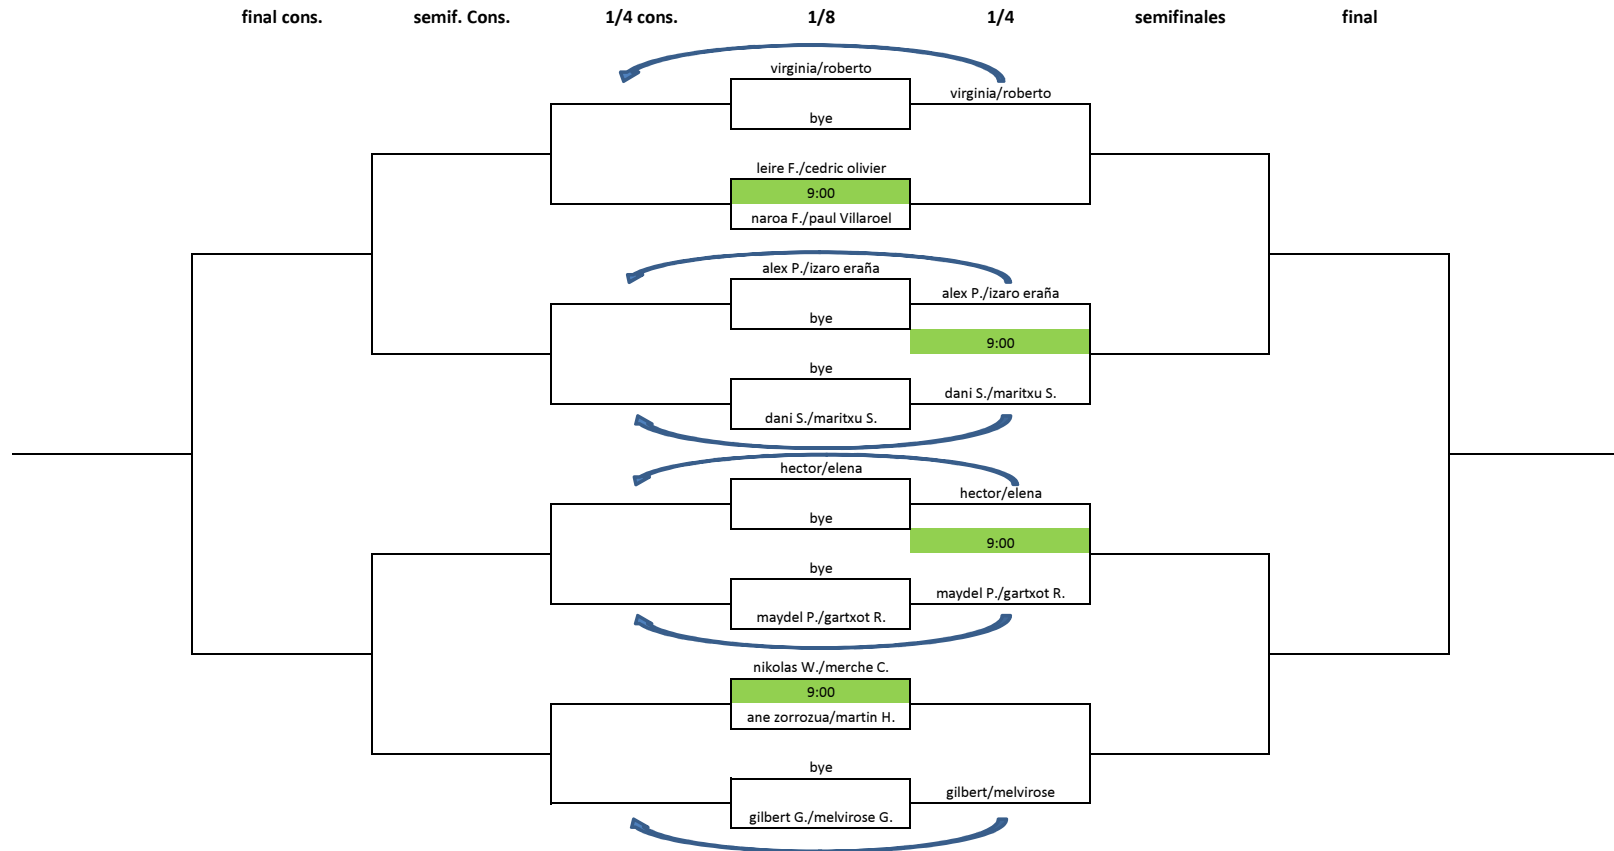 final cons. semif. Cons. 1/4 cons. 1/8 1/4 semifinales final
virginia/roberto
virginia/roberto
bye
leire F./cedric olivier
9:00
naroa F./paul Villaroel
alex P./izaro eraña
alex P./izaro eraña
bye
9:00
bye
dani S./maritxu S.
dani S./maritxu S.
hector/elena
hector/elena
bye
9:00
bye
maydel P./gartxot R.
maydel P./gartxot R.
nikolas W./merche C.
9:00
ane zorrozua/martin H.
bye
gilbert/melvirose
gilbert G./melvirose G.